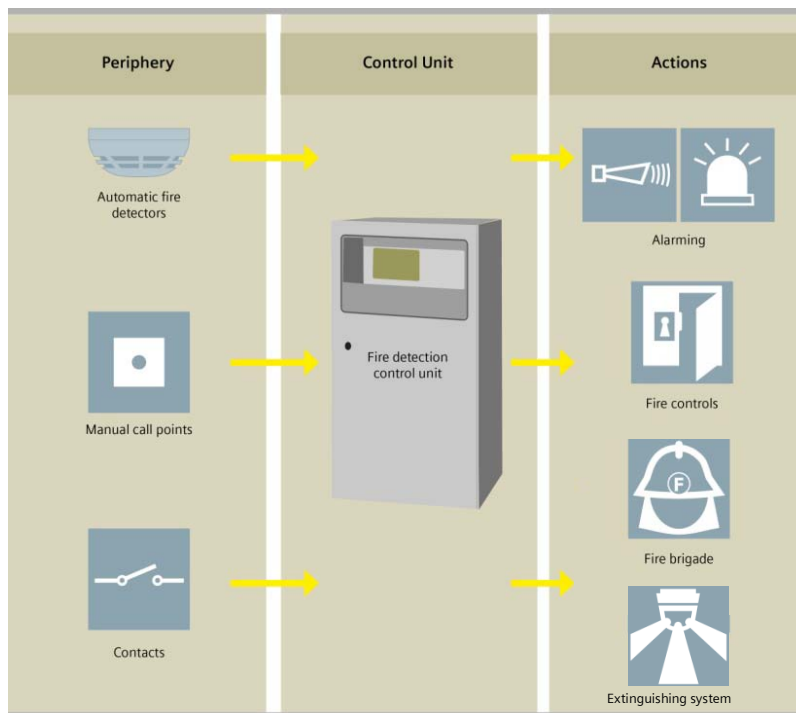 Periphery
Control Unit
Actions
Automatic fire
detectors
Alarming
Fire detection
control unit
Manual call points
Fire controls
F
Fire brigade
Contacts
Extinguishing system